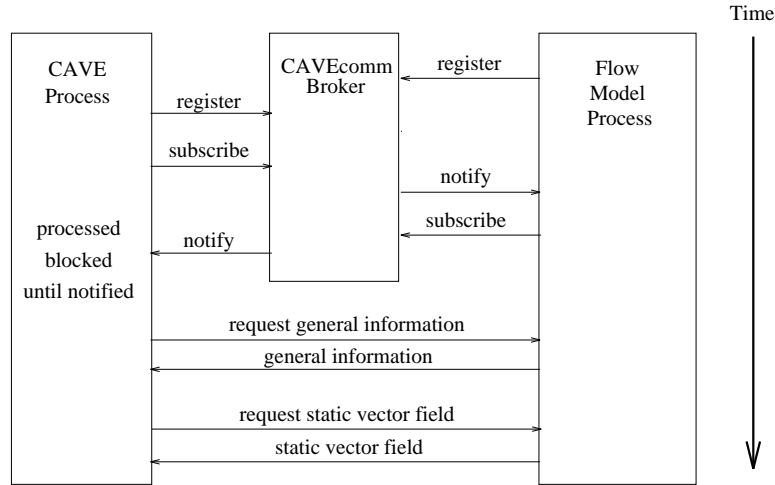 Time
CAVE
Process
CAVEcomm
Broker
Flow
Model
Process
register
register
subscribe
notify
subscribe
notify
processed
blocked
until notified
request general information
general information
request static vector field
static vector field